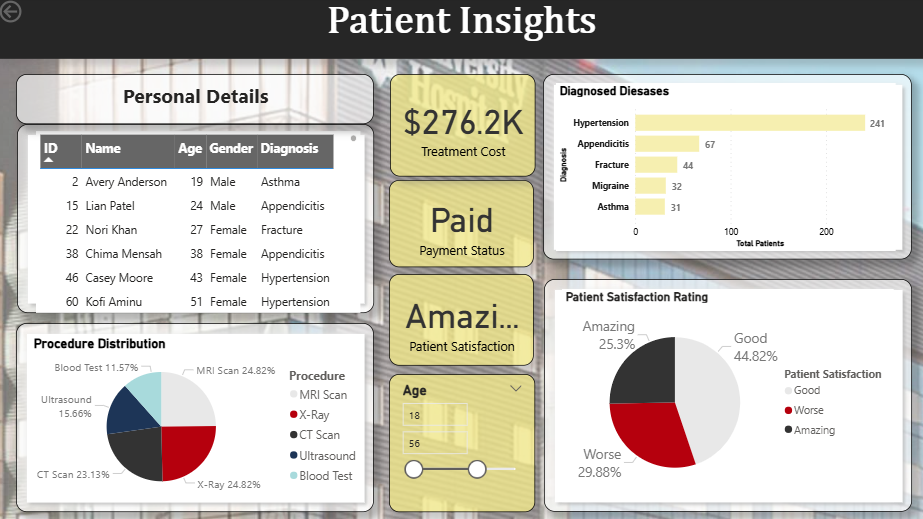 Patient Insights
Personal Details
ID Name Age Gender Diagnosis
2 Avery Anderson 19 Male Asthma
15 Lian Patel 24 Male Appendicitis
22 Nori Khan 27 Female Fracture
38 Chima Mensah 38 Female Appendicitis
46 Casey Moore 43 Female Hypertension
60 Kofi Aminu 51 Female Hypertension
$276.2K
Treatment Cost
Paid
Payment Status
Amazi...
Patient Satisfaction
Age
18
56
Diagnosed Diesases
Diagnosis
Hypertension 241
Appendicitis 67
Fracture 44
Migraine 32
Asthma 31
0 100 200
Total Patients
Procedure Distribution
Blood Test 11.57%
MRI Scan 24.82%
Ultrasound
15.66%
CT Scan 23.13%
X-Ray 24.82%
Procedure
MRI Scan
X-Ray
CT Scan
Ultrasound
Blood Test
Patient Satisfaction Rating
Amazing
25.3%
Good
44.82%
Worse
29.88%
Patient Satisfaction
Good
Worse
Amazing